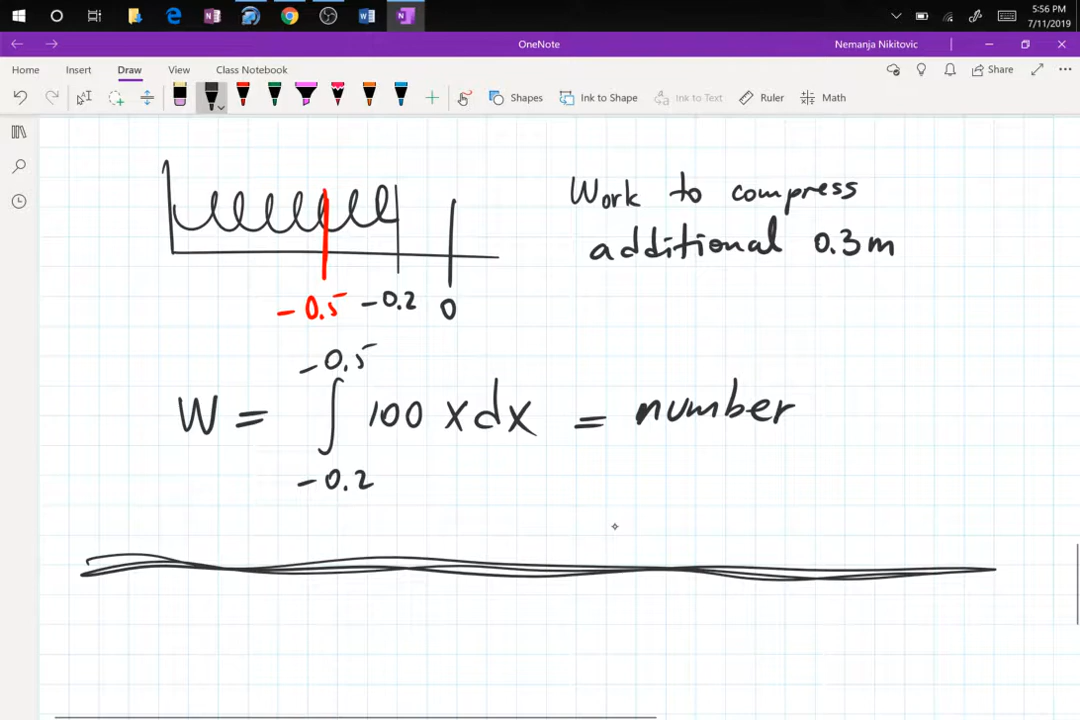 5:56 PM
7/11/2019
OneNote
Nemanja Nikitovic
Home Insert Draw View Class Notebook
Share
Shapes Ink to Shape Ink to Text Ruler Math
Work to compress
additional 0.3m
-0.5 -0.2 0
-0.5
W = ∫ 100 x dx = number
-0.2